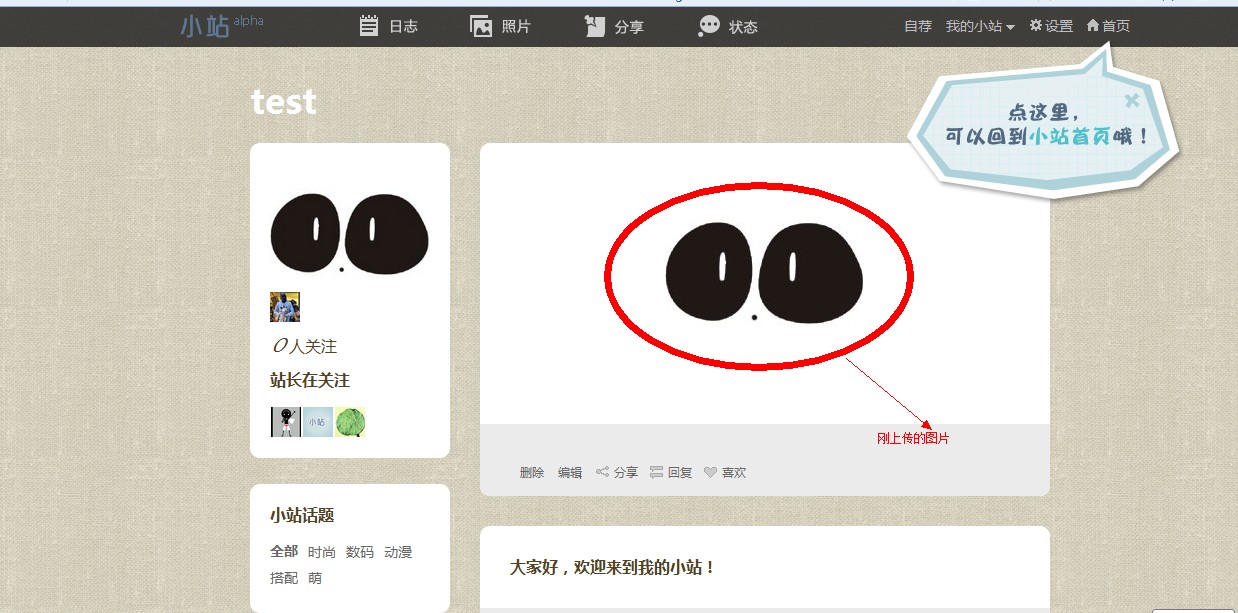 小站 alpha 日志 照片 分享 状态 自荐 我的小站 设置 首页
点这里，
可以回到小站首页哦！
test
0人关注
站长在关注
小站
刚上传的图片
删除 编辑 分享 回复 喜欢
小站话题
全部 时尚 数码 动漫
搭配 萌
大家好，欢迎来到我的小站！